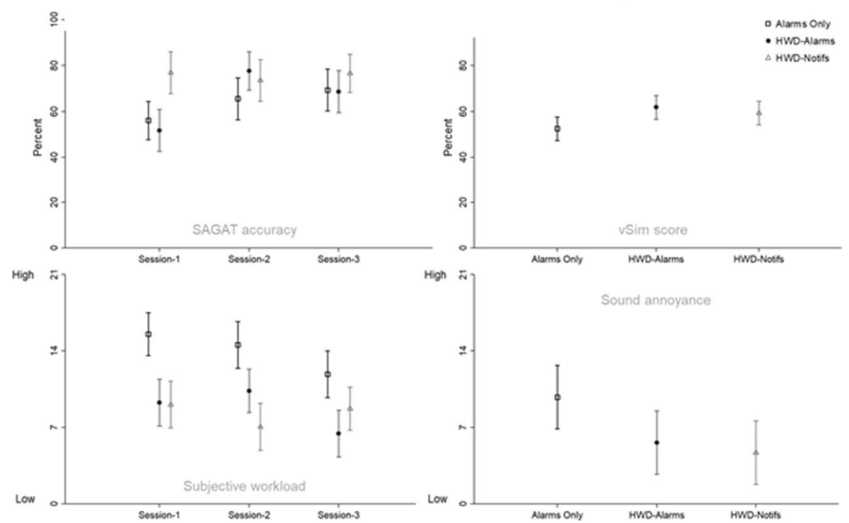 100
80
60
40
20
0
Percent
SAGAT accuracy
Session-1 Session-2 Session-3
Alarms Only
HWD-Alarms
HWD-Notifs
80
60
40
20
0
Percent
vSim score
Alarms Only HWD-Alarms HWD-Notifs
High
21
14
7
0
Low
Subjective workload
Session-1 Session-2 Session-3
High
21
14
7
0
Low
Sound annoyance
Alarms Only HWD-Alarms HWD-Notifs